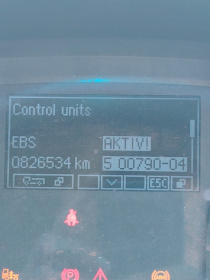 Control units
EBS AKTIV!
0826534 km 5 00790-04
ESC